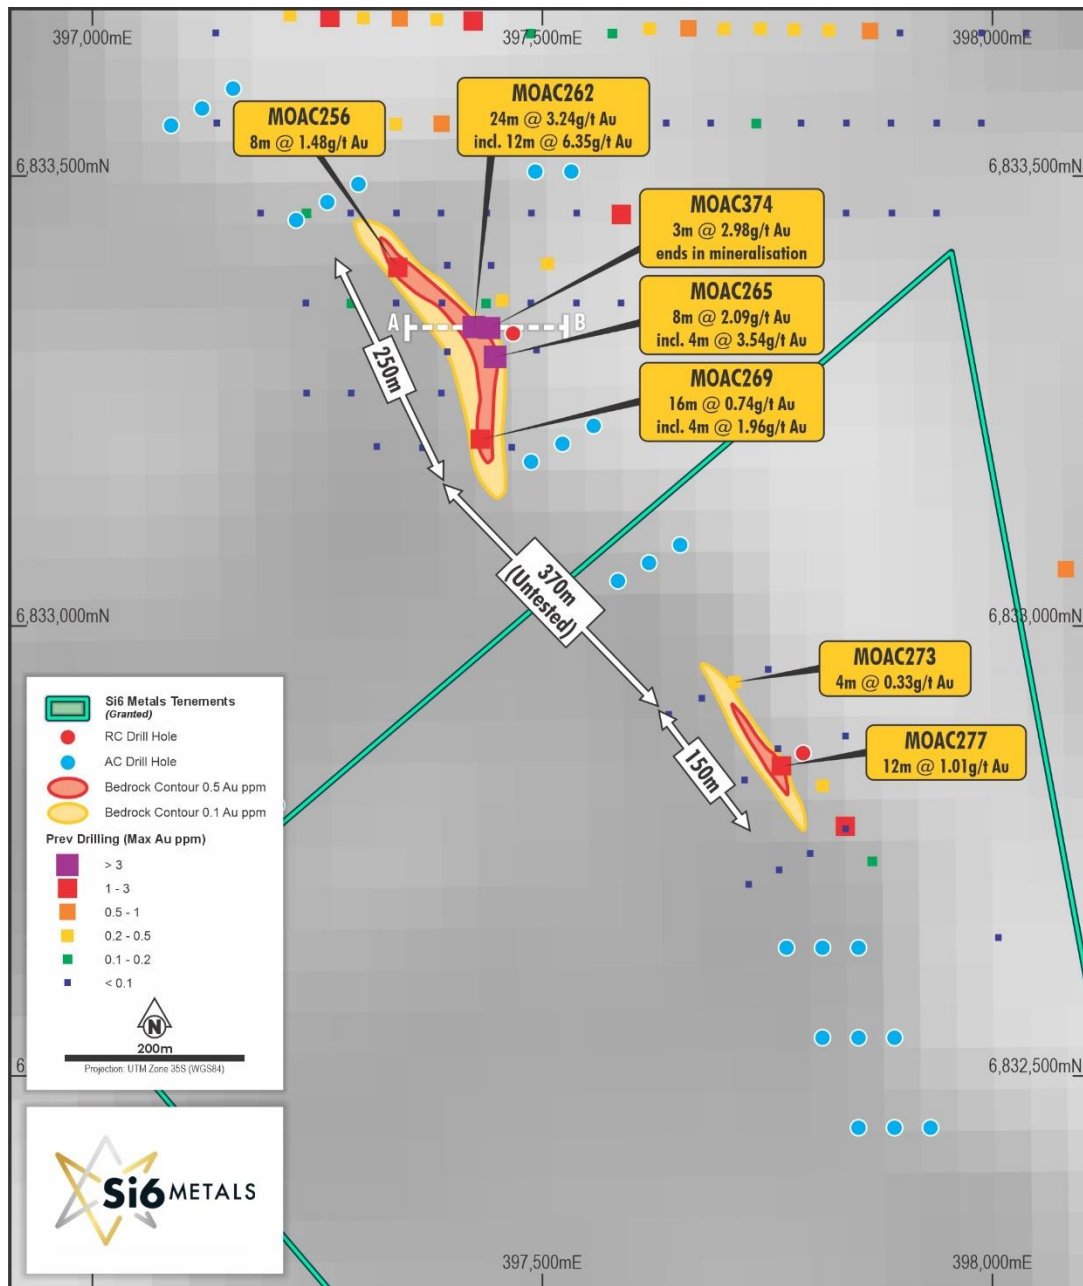 397,000mE
397,500mE
398,000mE
MOAC256
8m @ 1.48g/t Au
MOAC262
24m @ 3.24g/t Au
incl. 12m @ 6.35g/t Au
6,833,500mN
6,833,500mN
MOAC374
3m @ 2.98g/t Au
ends in mineralisation
A
B
MOAC265
8m @ 2.09g/t Au
incl. 4m @ 3.54g/t Au
250m
MOAC269
16m @ 0.74g/t Au
incl. 4m @ 1.96g/t Au
370m
(Untested)
6,833,000mN
6,833,000mN
MOAC273
4m @ 0.33g/t Au
MOAC277
12m @ 1.01g/t Au
150m
Si6 Metals Tenements
(Granted)
RC Drill Hole
AC Drill Hole
Bedrock Contour 0.5 Au ppm
Bedrock Contour 0.1 Au ppm
Prev Drilling (Max Au ppm)
> 3
1 - 3
0.5 - 1
0.2 - 0.5
0.1 - 0.2
< 0.1
N
200m
Projection: UTM Zone 35S (WGS84)
6,832,500mN
Si6 METALS
397,500mE
398,000mE